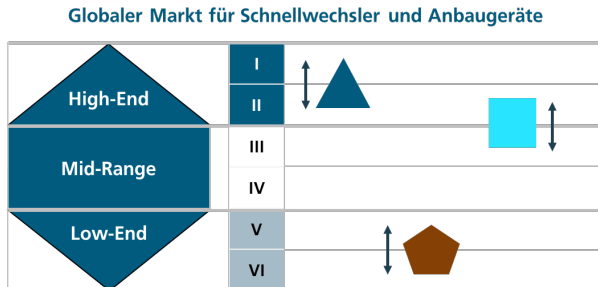 Globaler Markt für Schnellwechsler und Anbaugeräte
I
High-End
II
III
Mid-Range
IV
Low-End
V
VI